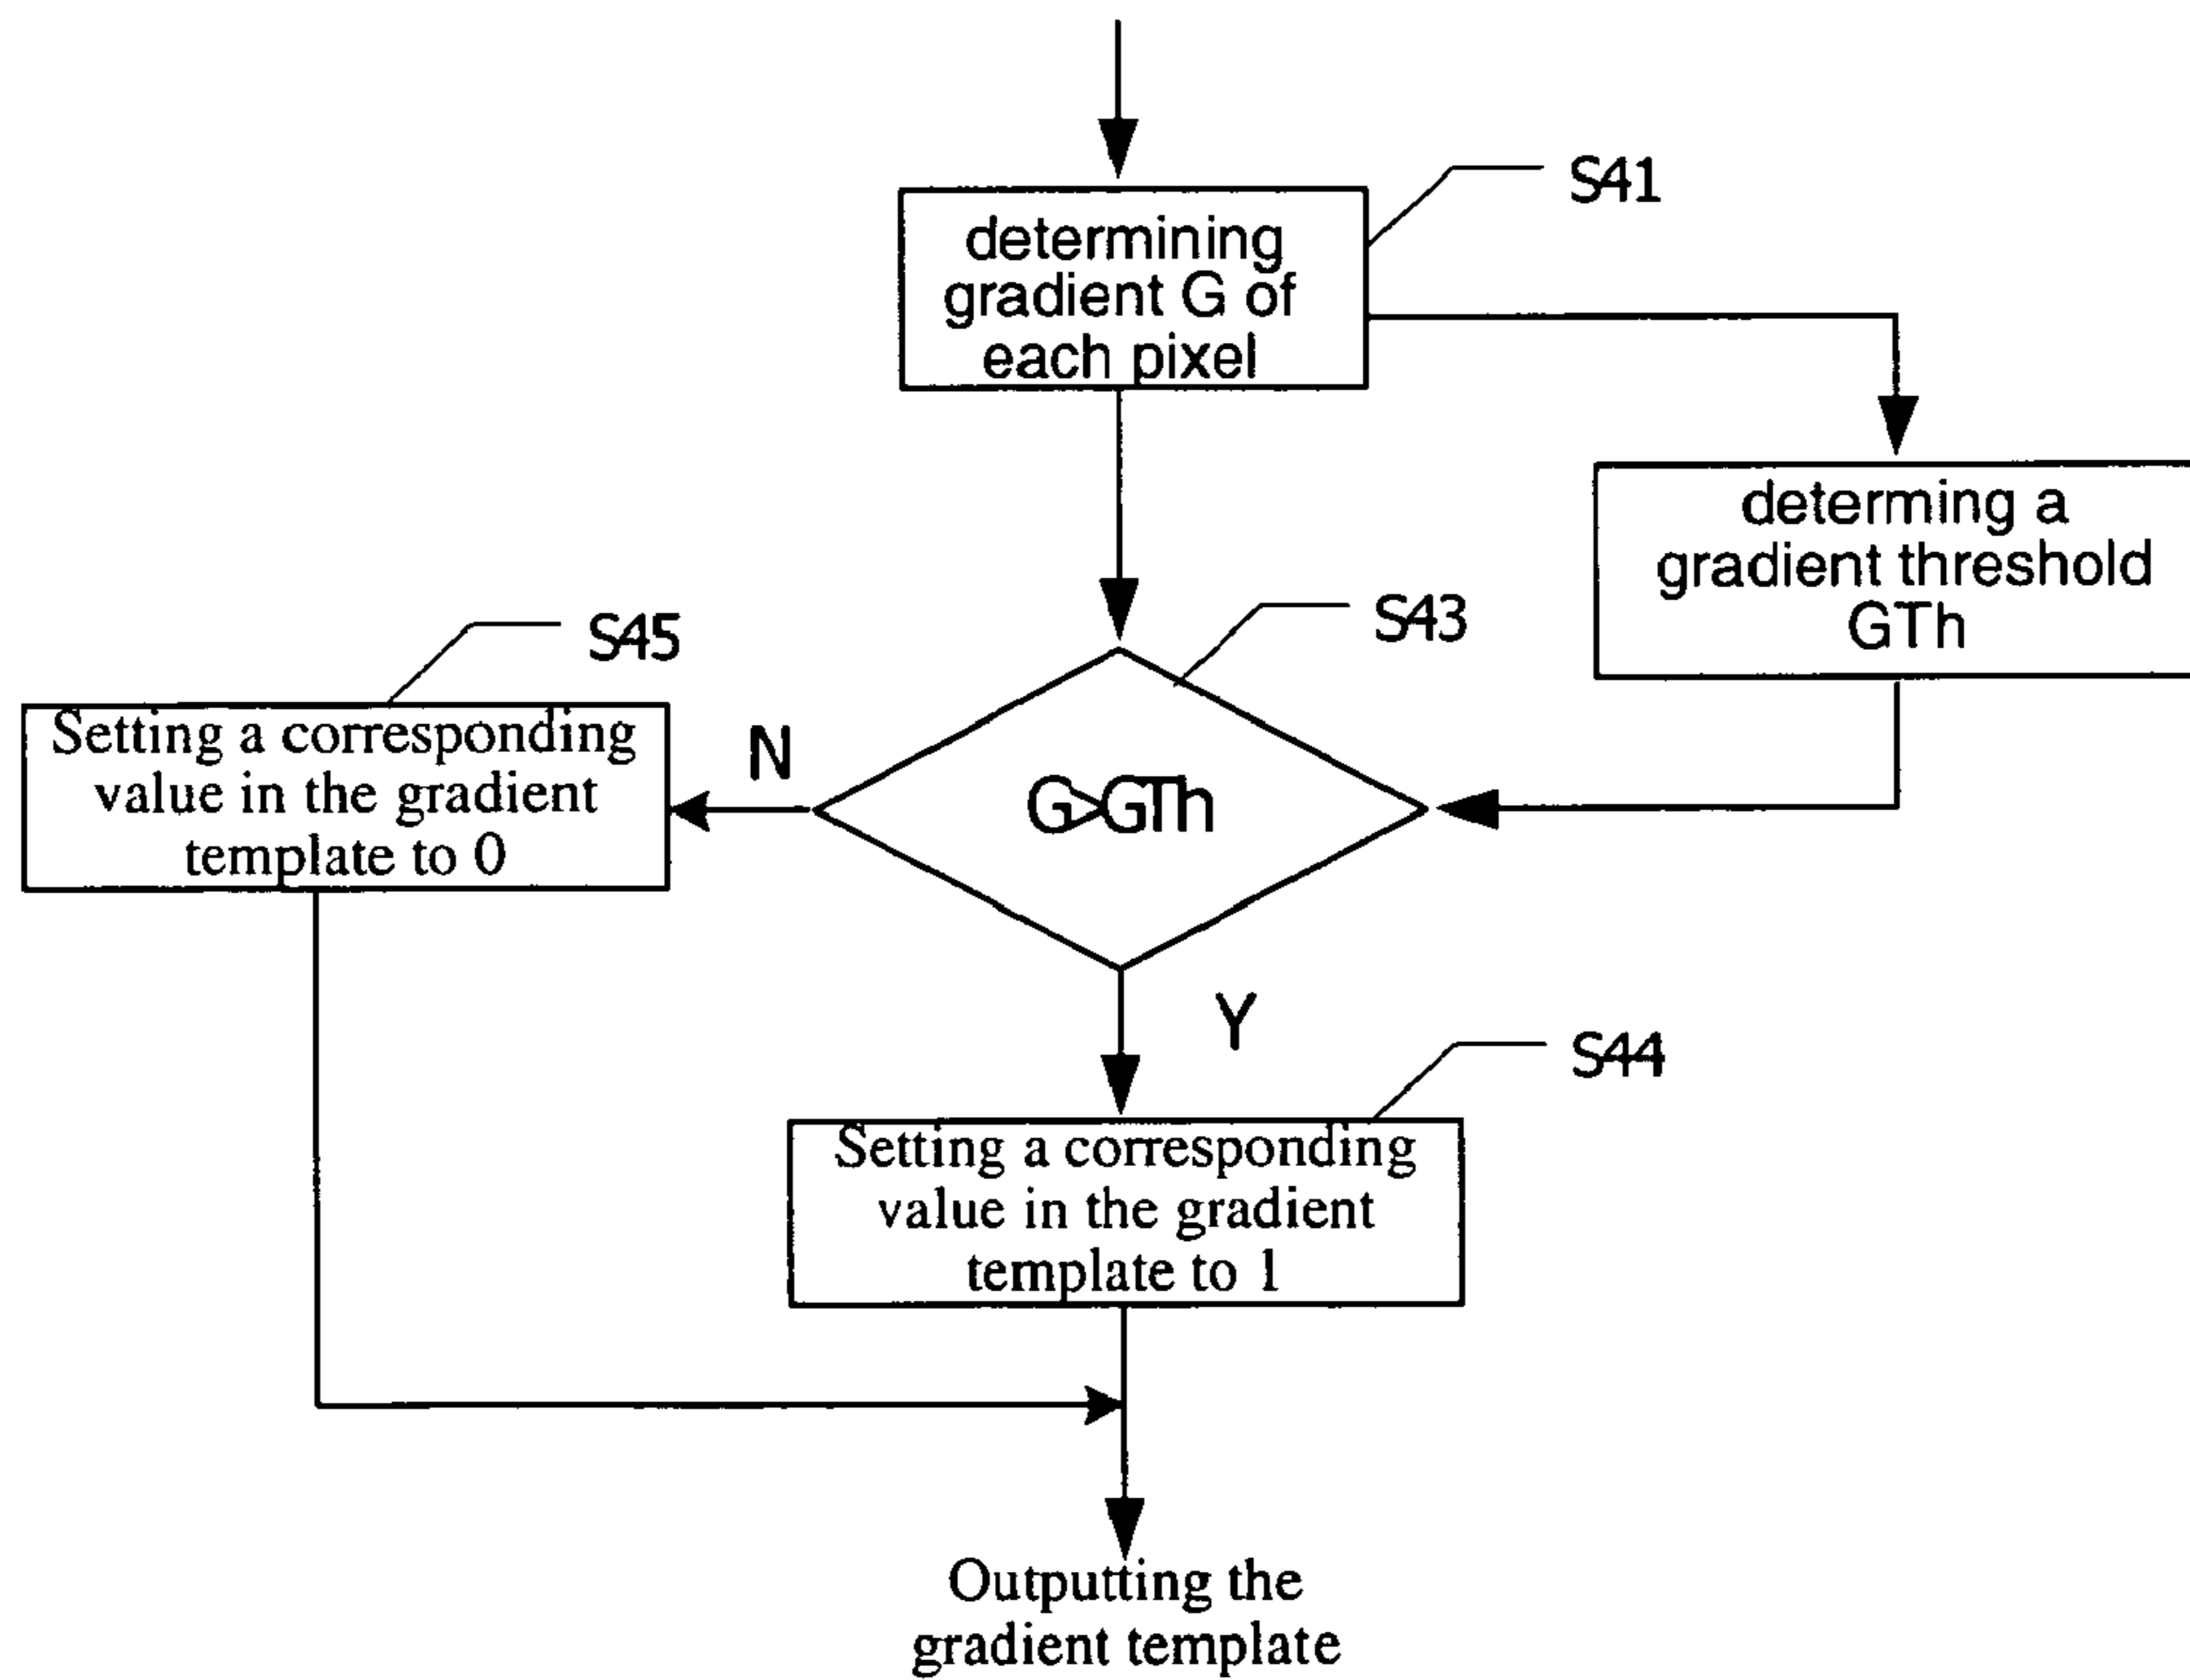 determining
gradient G of
each pixel
S41
determing a
gradient threshold
GTh
S43
G>GTh
N
S45
Setting a corresponding
value in the gradient
template to 0
Y
S44
Setting a corresponding
value in the gradient
template to 1
Outputting the
gradient template